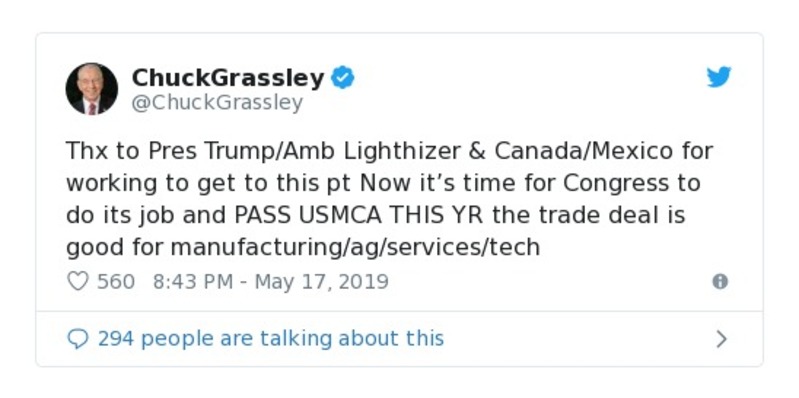 ChuckGrassley
@ChuckGrassley
Thx to Pres Trump/Amb Lighthizer & Canada/Mexico for
working to get to this pt Now it’s time for Congress to
do its job and PASS USMCA THIS YR the trade deal is
good for manufacturing/ag/services/tech
560 8:43 PM - May 17, 2019
294 people are talking about this